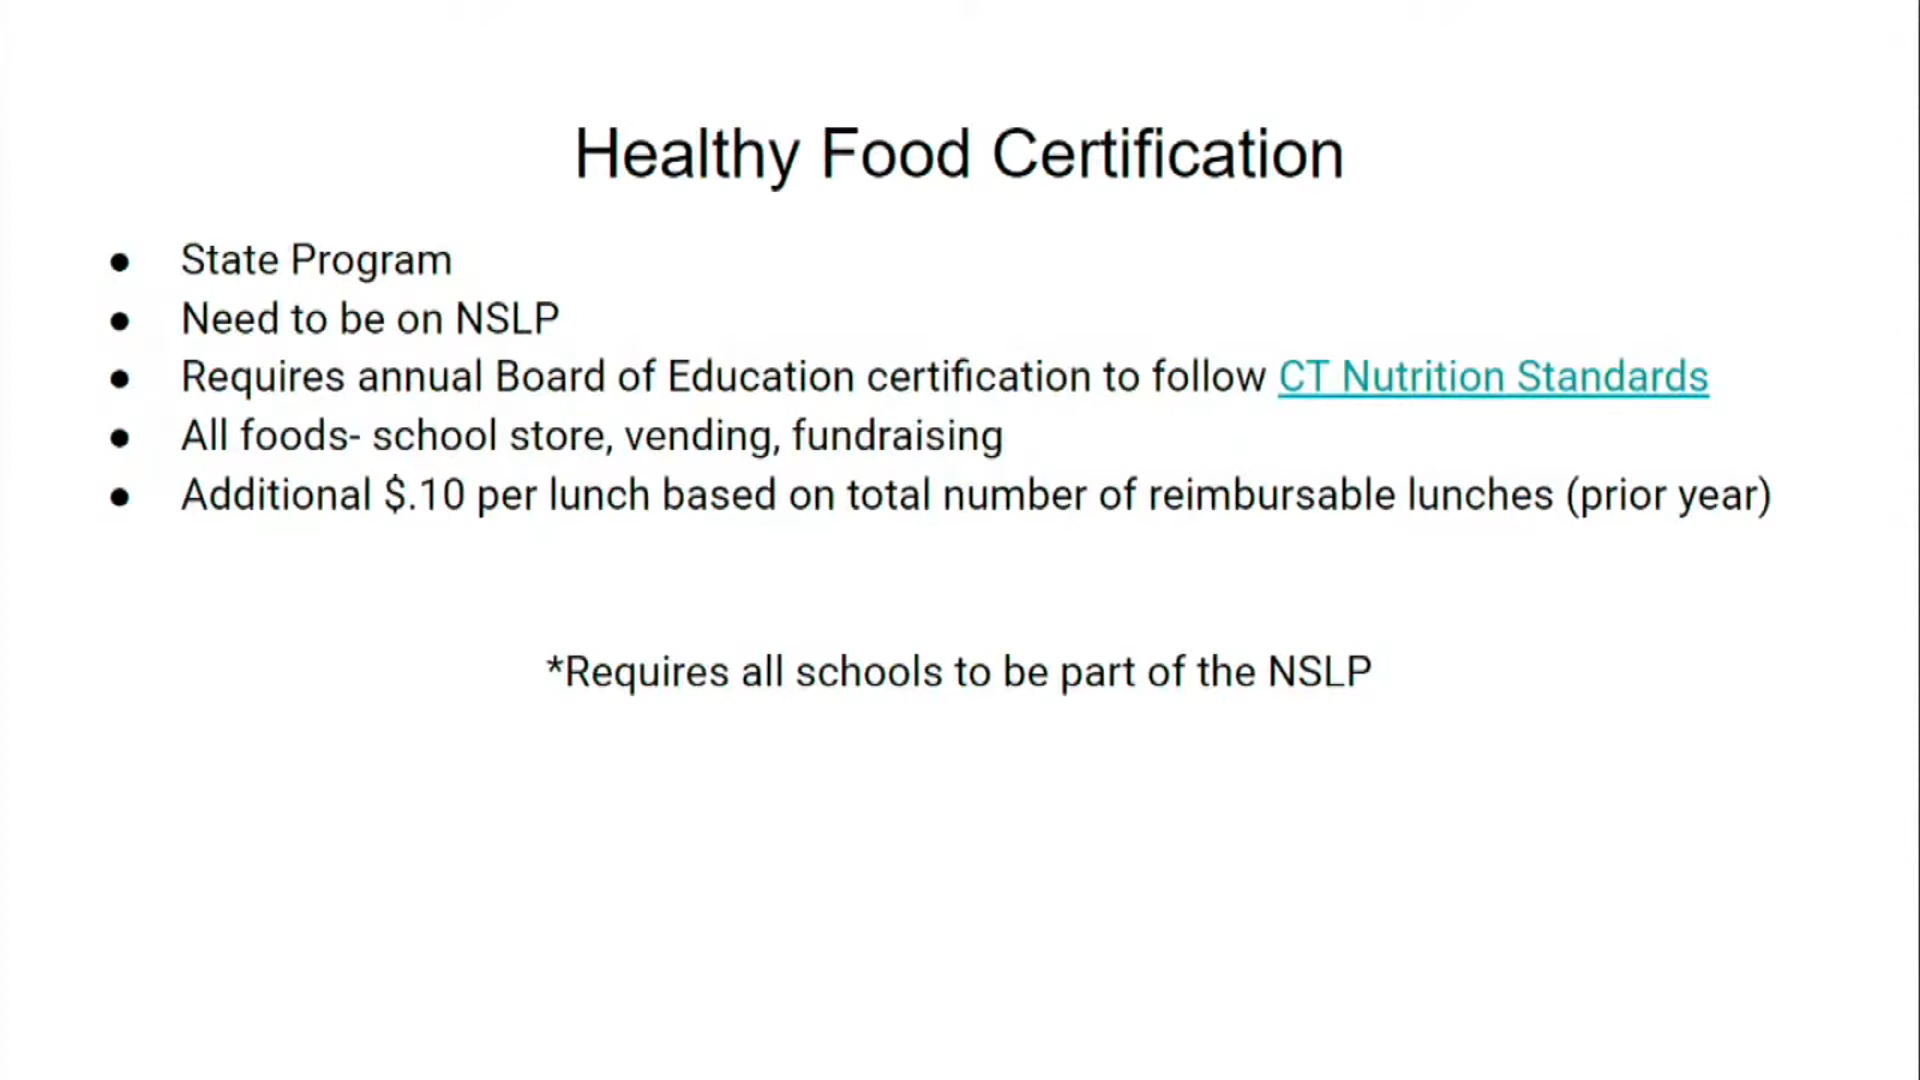 Healthy Food Certification
● State Program
● Need to be on NSLP
● Requires annual Board of Education certification to follow CT Nutrition Standards
● All foods- school store, vending, fundraising
● Additional $.10 per lunch based on total number of reimbursable lunches (prior year)
*Requires all schools to be part of the NSLP